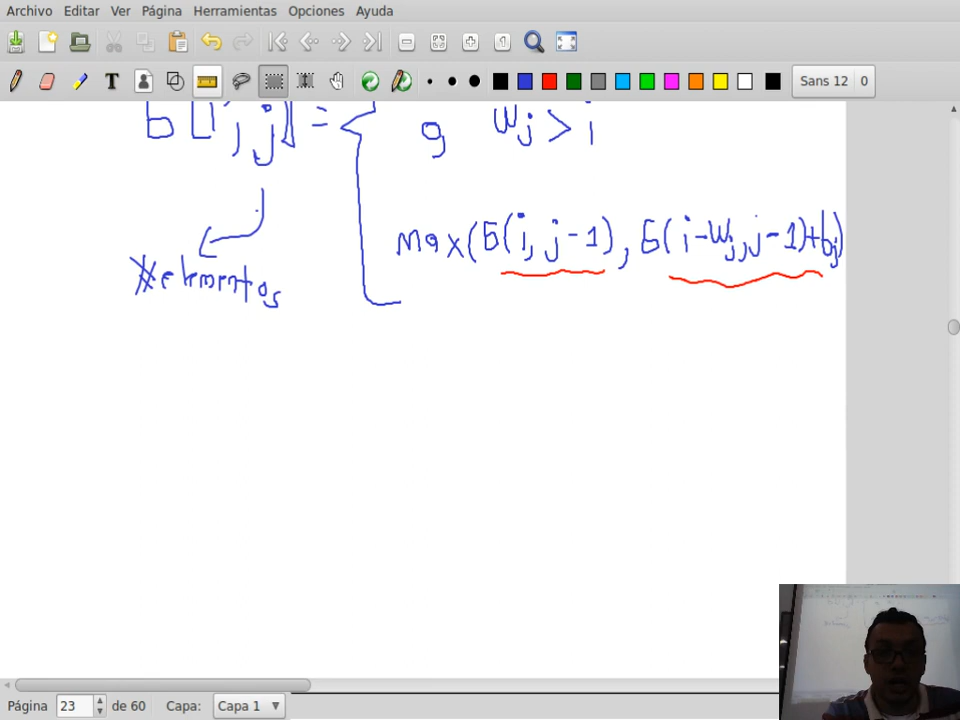 Archivo Editar Ver Página Herramientas Opciones Ayuda
Sans 12 0
G[i, j] = { g wj > i
max(G(i, j-1), G(i-wj, j-1)+bj)
#elementos
Página 23 de 60 Capa: Capa 1